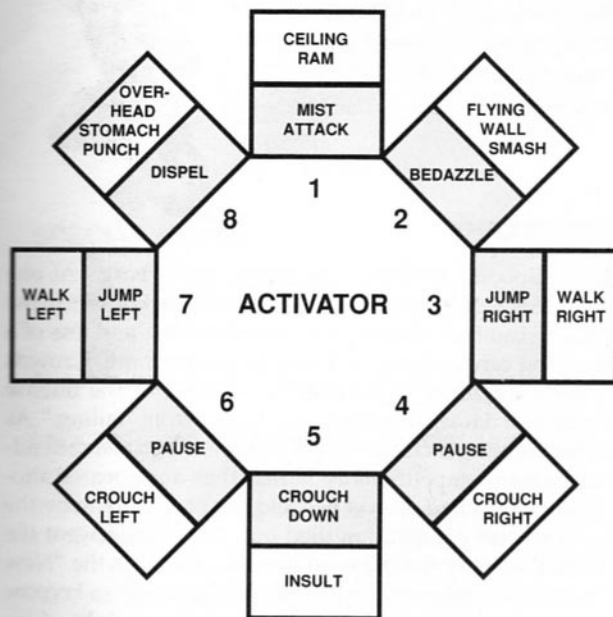 CEILING
RAM
MIST
ATTACK
OVER-
HEAD
STOMACH
PUNCH
DISPEL
FLYING
WALL
SMASH
BEDAZZLE
1
8
2
WALK
LEFT
JUMP
LEFT
7
ACTIVATOR
3
JUMP
RIGHT
WALK
RIGHT
6
5
4
PAUSE
CROUCH
LEFT
CROUCH
DOWN
INSULT
PAUSE
CROUCH
RIGHT